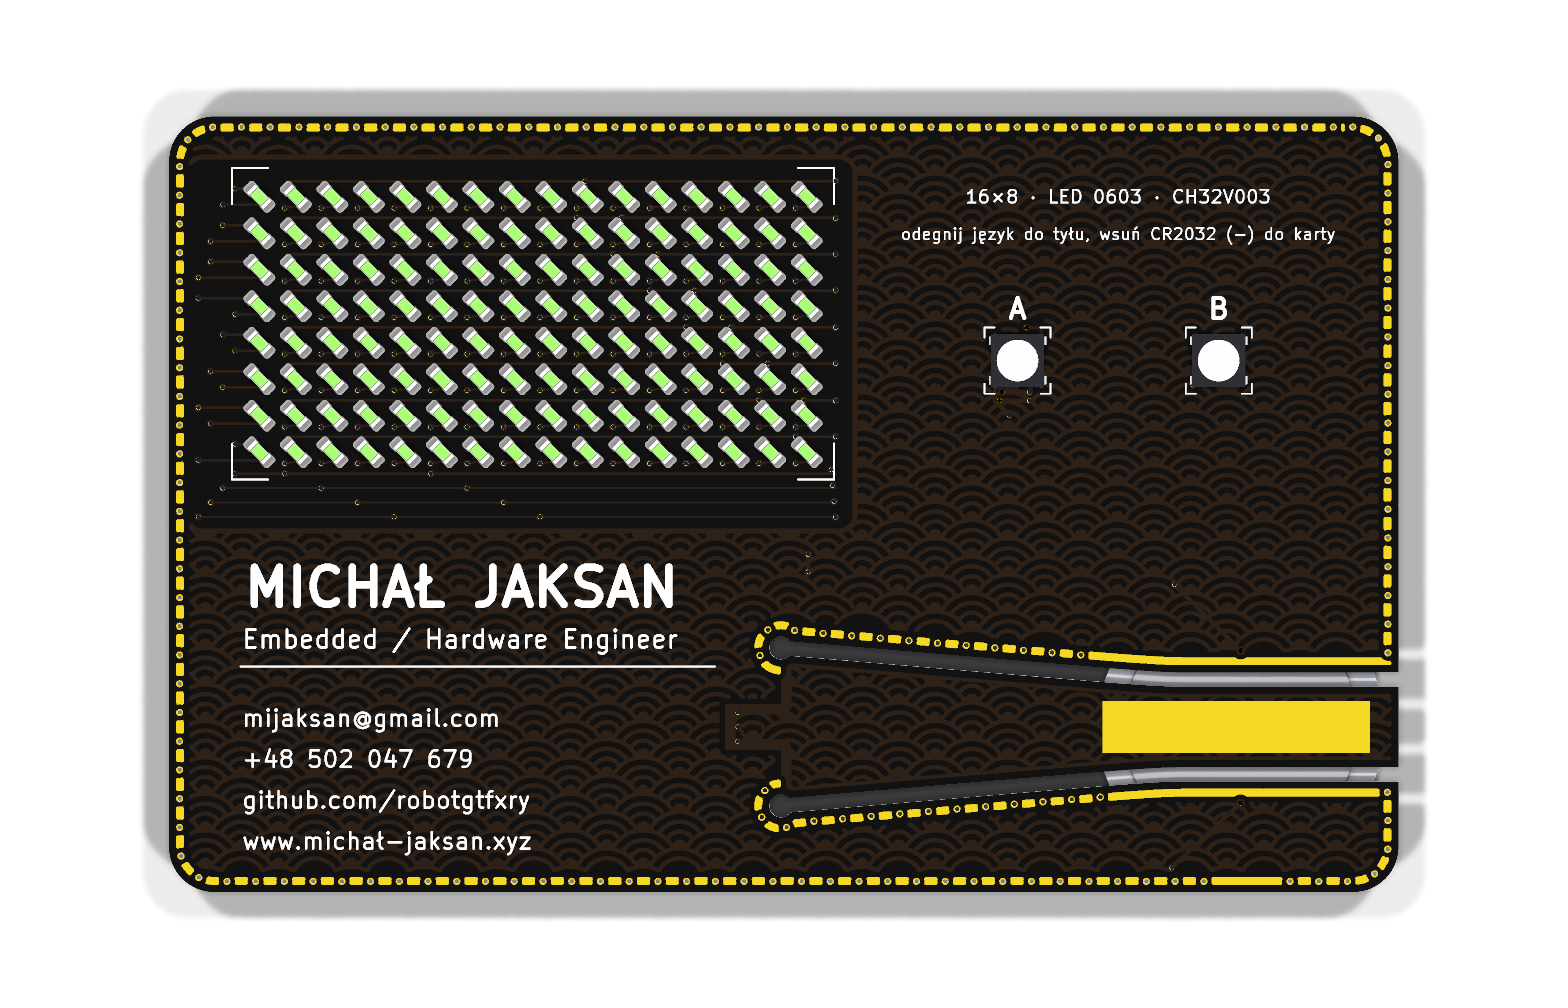 16×8 · LED 0603 · CH32V003
odegnij język do tyłu, wsuń CR2032 (−) do karty
A B
MICHAŁ JAKSAN
Embedded / Hardware Engineer
mijaksan@gmail.com
+48 502 047 679
github.com/robotgtfxry
www.michał-jaksan.xyz